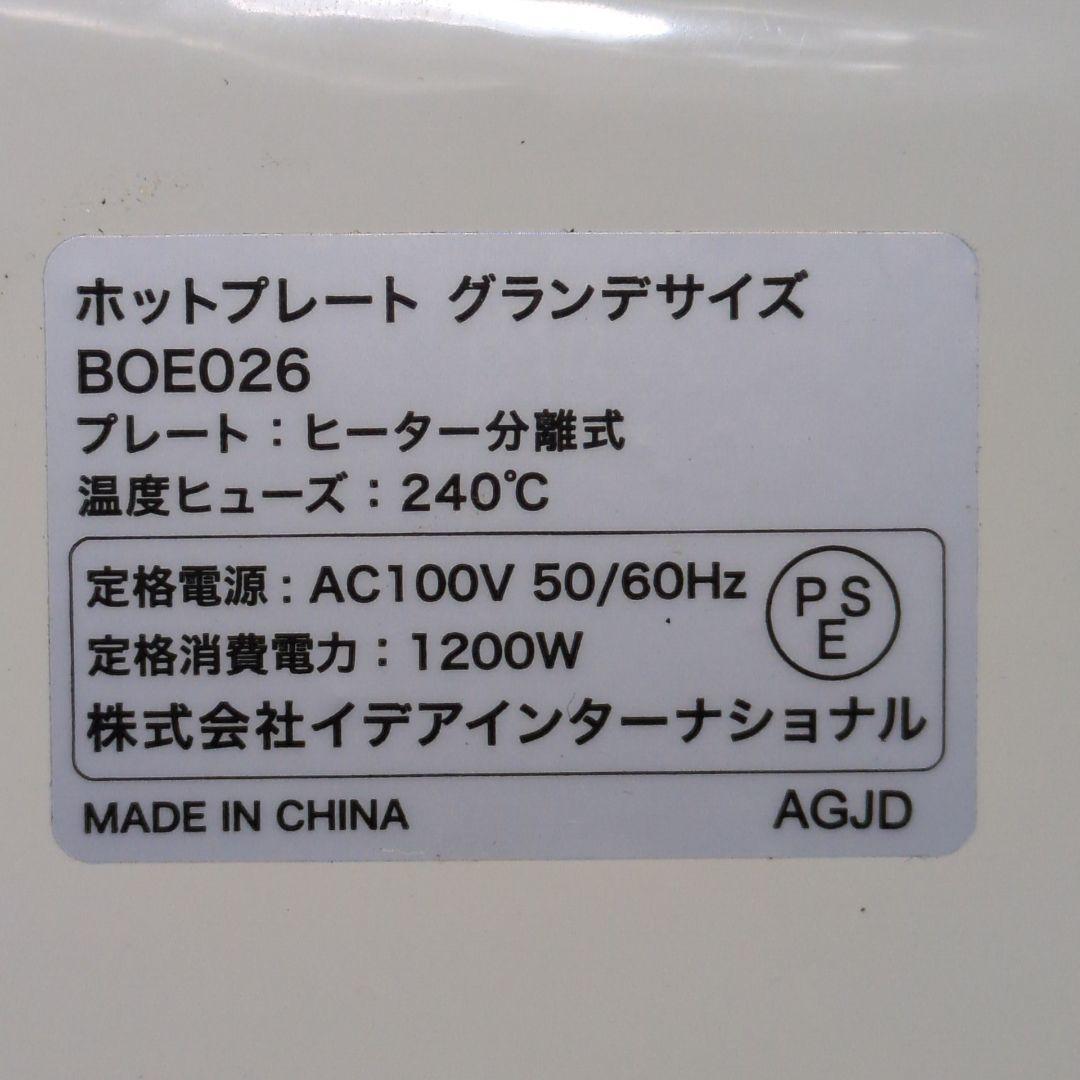 ホットプレート グランデサイズ
BOE026
プレート：ヒーター分離式
温度ヒューズ：240℃
定格電源：AC100V 50/60Hz
PSE
定格消費電力：1200W
株式会社イデアインターナショナル
MADE IN CHINA
AGJD